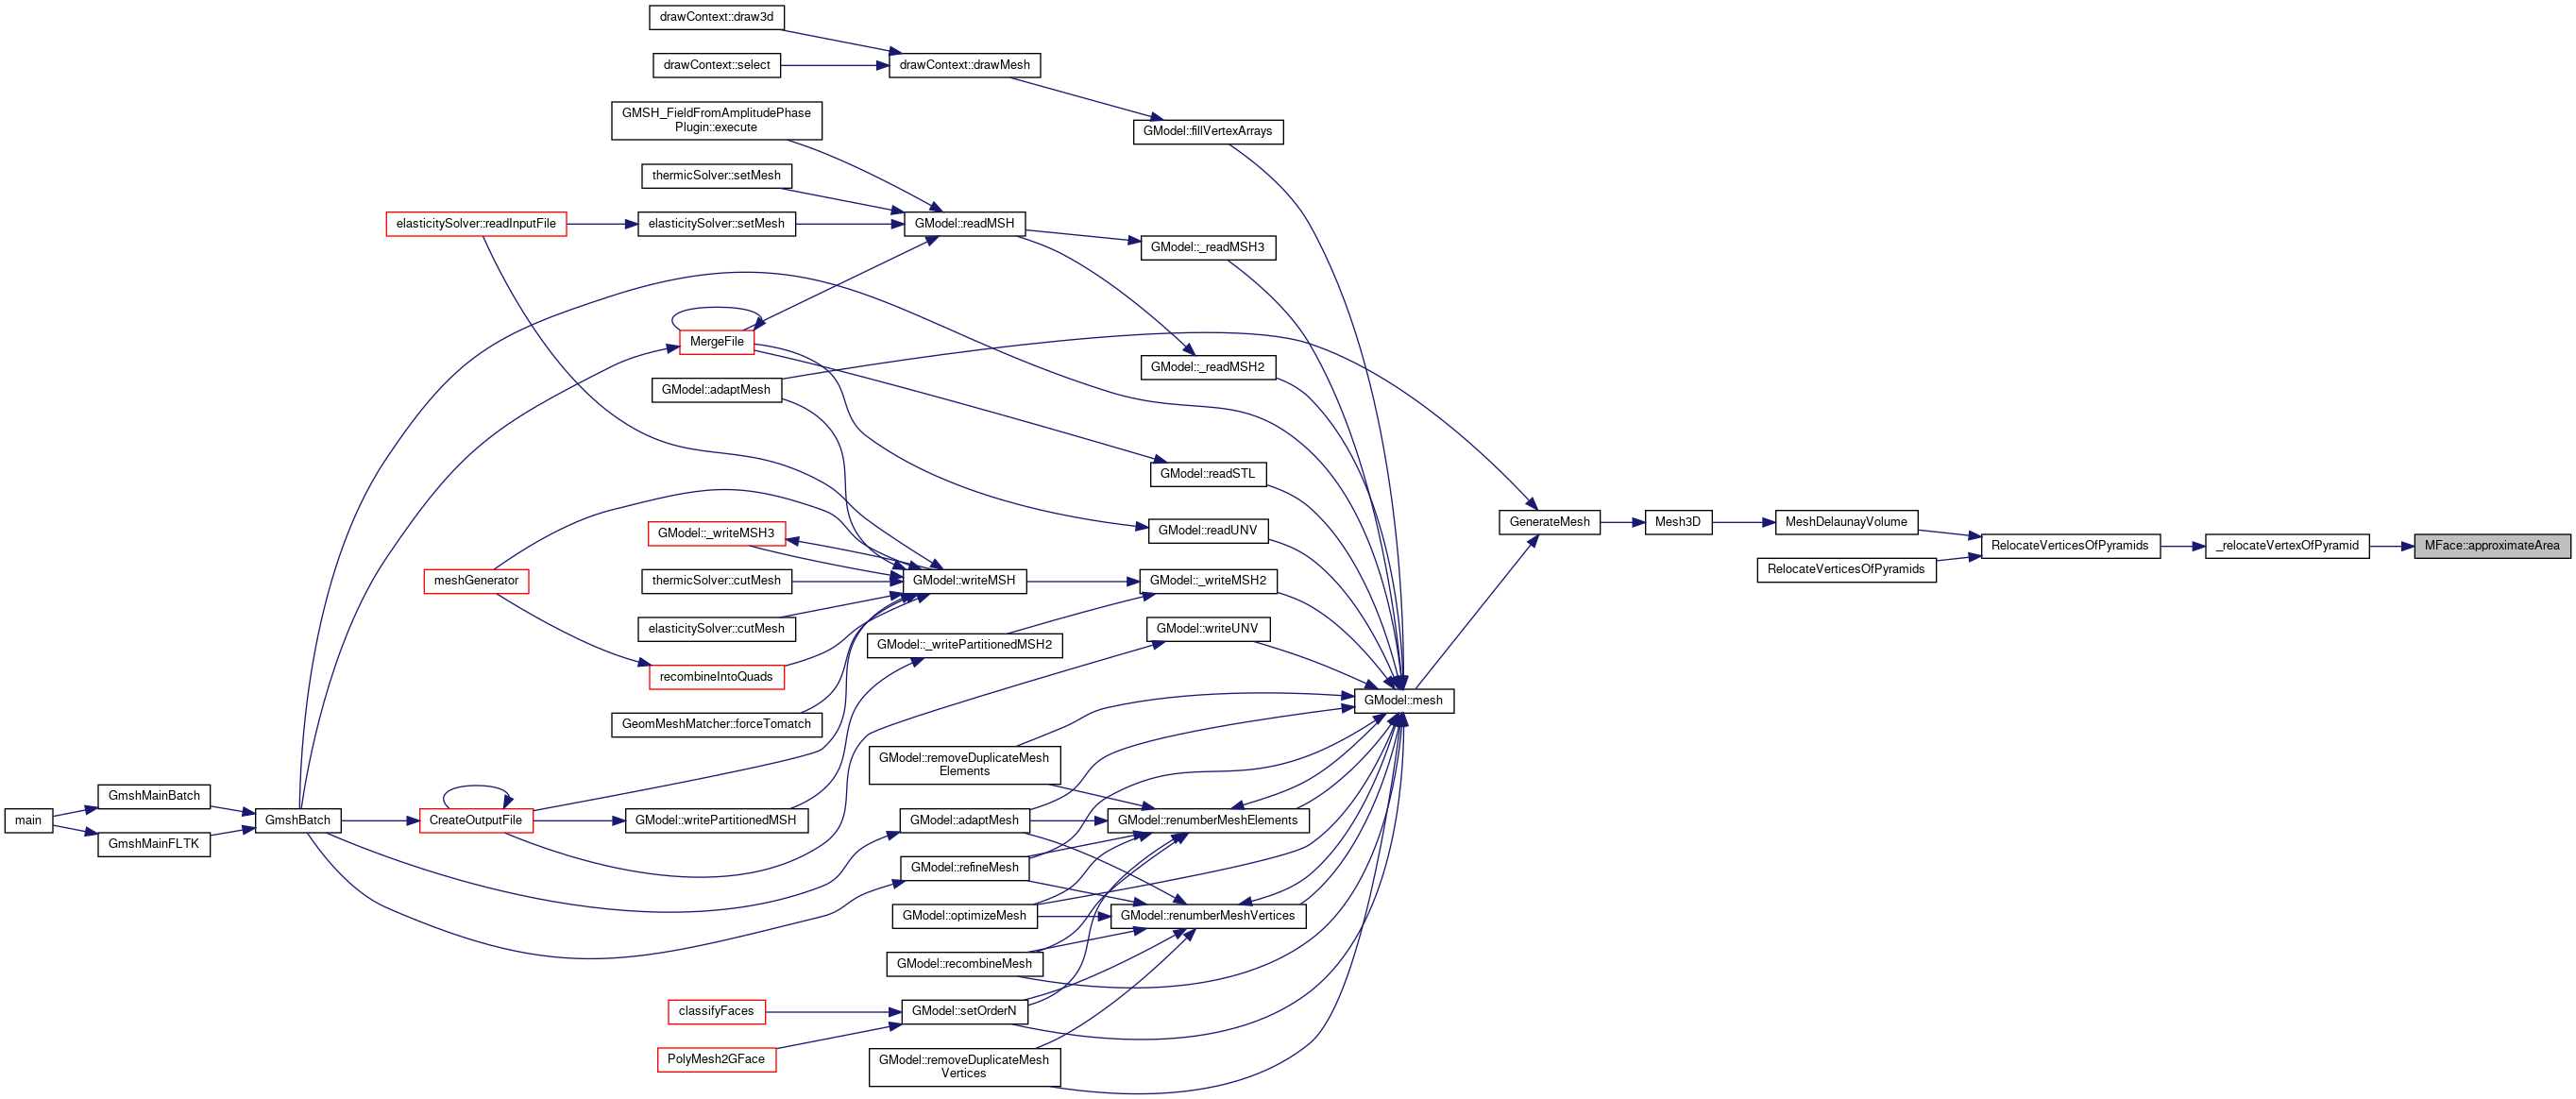 drawContext::draw3d
drawContext::select
drawContext::drawMesh
GMSH_FieldFromAmplitudePhase
Plugin::execute
GModel::fillVertexArrays
thermicSolver::setMesh
elasticitySolver::readInputFile
elasticitySolver::setMesh
GModel::readMSH
GModel::_readMSH3
MergeFile
GModel::_readMSH2
GModel::adaptMesh
GModel::readSTL
GModel::_writeMSH3
GModel::readUNV
GenerateMesh
Mesh3D
MeshDelaunayVolume
RelocateVerticesOfPyramids
_relocateVertexOfPyramid
MFace::approximateArea
RelocateVerticesOfPyramids
meshGenerator
thermicSolver::cutMesh
GModel::writeMSH
GModel::_writeMSH2
elasticitySolver::cutMesh
GModel::_writePartitionedMSH2
GModel::writeUNV
recombineIntoQuads
GeomMeshMatcher::forceTomatch
GModel::mesh
GModel::removeDuplicateMesh
Elements
main
GmshMainBatch
GmshMainFLTK
GmshBatch
CreateOutputFile
GModel::writePartitionedMSH
GModel::adaptMesh
GModel::renumberMeshElements
GModel::refineMesh
GModel::optimizeMesh
GModel::renumberMeshVertices
GModel::recombineMesh
classifyFaces
GModel::setOrderN
PolyMesh2GFace
GModel::removeDuplicateMesh
Vertices